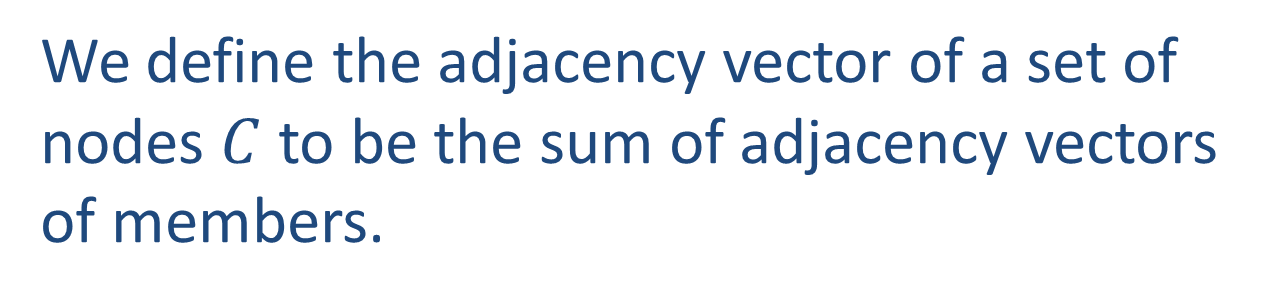 We define the adjacency vector of a set of
nodes C to be the sum of adjacency vectors
of members.